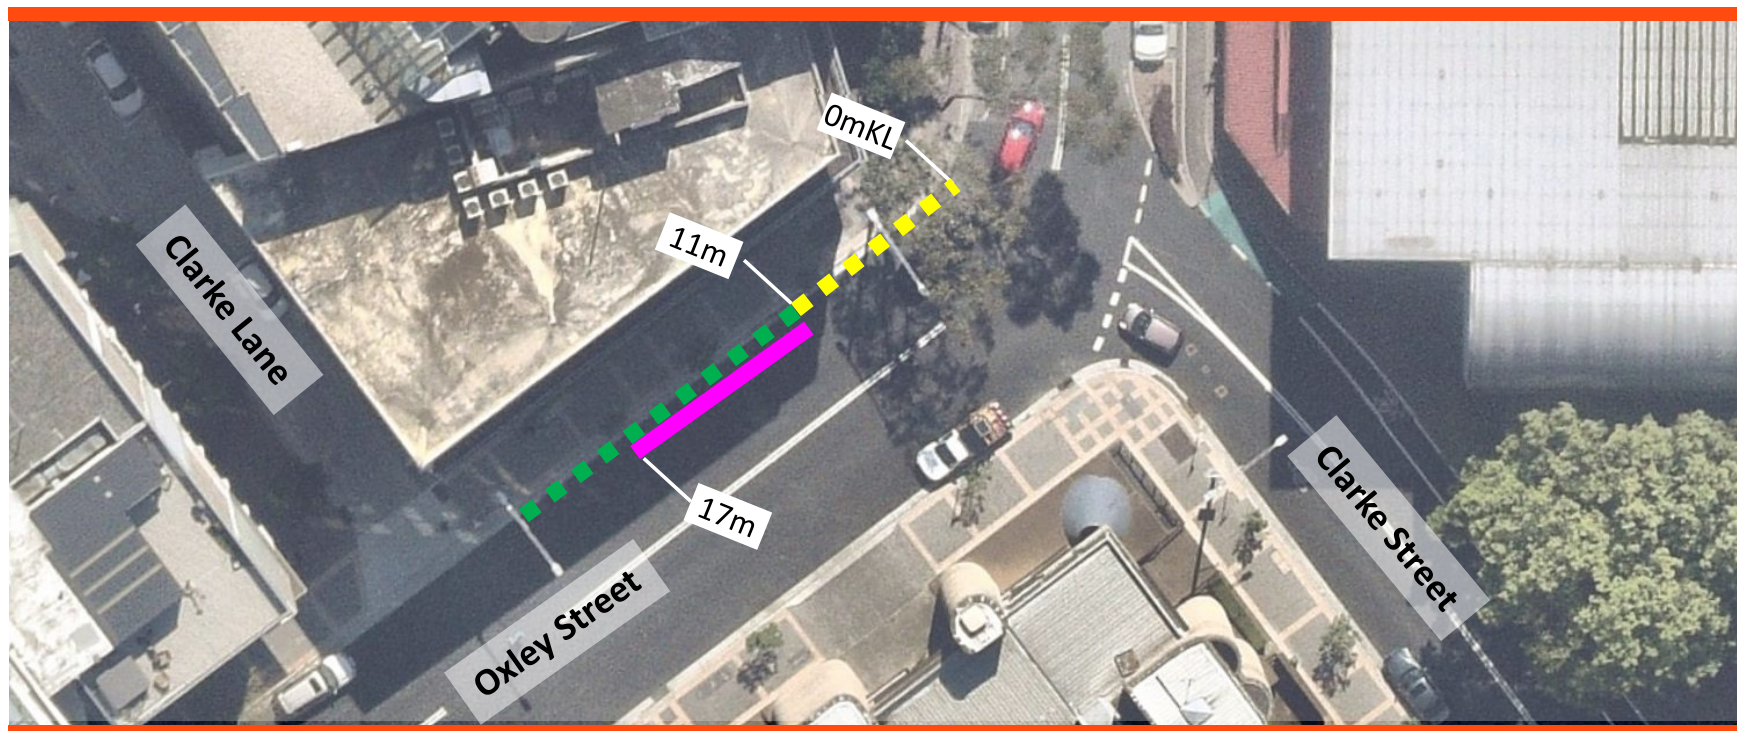 0mKL
11m
Clarke Lane
17m
Clarke Street
Oxley Street